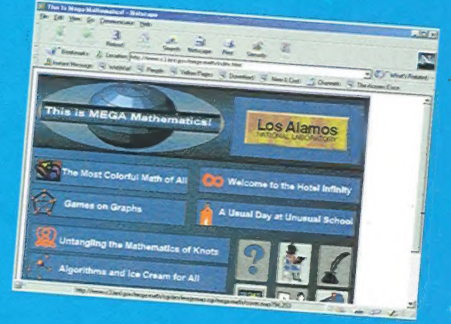 This Is Mega Mathematics! - Netscape
File Edit View Go Communicator Help
Reload Search Netscape Print Security
Bookmarks Location:
What's Related
Instant Message WebMail People Yellow Pages Download New & Cool Channels
This is MEGA Mathematics!
Los Alamos
NATIONAL LABORATORY
The Most Colorful Math of All
Welcome to the Hotel Infinity
Games on Graphs
A Usual Day at Unusual School
Untangling the Mathematics of Knots
Algorithms and Ice Cream for All